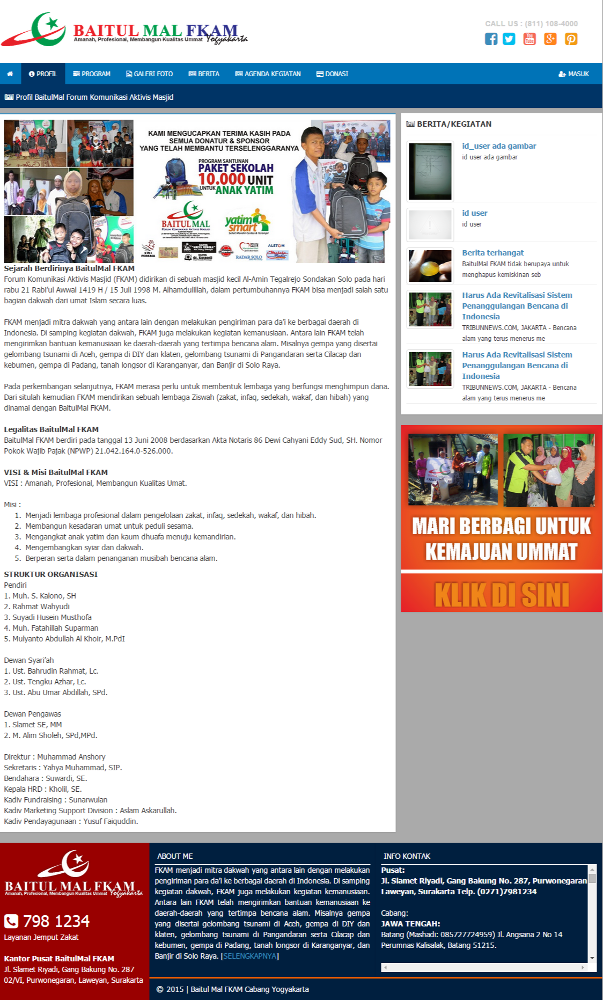 BAITUL MAL FKAM
Amanah, Profesional, Membangun Kualitas Ummat Yogyakarta
CALL US : (811) 108-4000
PROFIL PROGRAM GALERI FOTO BERITA AGENDA KEGIATAN DONASI MASUK
Profil BaitulMal Forum Komunikasi Aktivis Masjid
KAMI MENGUCAPKAN TERIMA KASIH PADA
SEMUA DONATUR & SPONSOR
YANG TELAH MEMBANTU TERSELENGGARANYA
PROGRAM SANTUNAN
PAKET SEKOLAH
10.000 UNIT
UNTUK ANAK YATIM
BAITUL MAL
FORUM KOMUNIKASI AKTIVIS MASJID
KANTOR PUSAT
yatim
smart
Sehat Mandiri Cerdas & Terampil
RADAR SOLO
ALSTOM
dr. Kusnadi
Sejarah Berdirinya BaitulMal FKAM
Forum Komunikasi Aktivis Masjid (FKAM) didirikan di sebuah masjid kecil Al-Amin Tegalrejo Sondakan Solo pada hari
rabu 21 Rabi’ul Awwal 1419 H / 15 Juli 1998 M. Alhamdulillah, dalam pertumbuhannya FKAM bisa menjadi salah satu
bagian dakwah dari umat Islam secara luas.
FKAM menjadi mitra dakwah yang antara lain dengan melakukan pengiriman para da’i ke berbagai daerah di
Indonesia. Di samping kegiatan dakwah, FKAM juga melakukan kegiatan kemanusiaan. Antara lain FKAM telah
mengirimkan bantuan kemanusiaan ke daerah-daerah yang tertimpa bencana alam. Misalnya gempa yang disertai
gelombang tsunami di Aceh, gempa di DIY dan klaten, gelombang tsunami di Pangandaran serta Cilacap dan
kebumen, gempa di Padang, tanah longsor di Karanganyar, dan Banjir di Solo Raya.
Pada perkembangan selanjutnya, FKAM merasa perlu untuk membentuk lembaga yang berfungsi menghimpun dana.
Dari situlah kemudian FKAM mendirikan sebuah lembaga Ziswah (zakat, infaq, sedekah, wakaf, dan hibah) yang
dinamai dengan BaitulMal FKAM.
Legalitas BaitulMal FKAM
BaitulMal FKAM berdiri pada tanggal 13 Juni 2008 berdasarkan Akta Notaris 86 Dewi Cahyani Eddy Sud, SH. Nomor
Pokok Wajib Pajak (NPWP) 21.042.164.0-526.000.
VISI & Misi BaitulMal FKAM
VISI : Amanah, Profesional, Membangun Kualitas Umat.
Misi :
1. Menjadi lembaga profesional dalam pengelolaan zakat, infaq, sedekah, wakaf, dan hibah.
2. Membangun kesadaran umat untuk peduli sesama.
3. Mengangkat anak yatim dan kaum dhuafa menuju kemandirian.
4. Mengembangkan syiar dan dakwah.
5. Berperan serta dalam penanganan musibah bencana alam.
STRUKTUR ORGANISASI
Pendiri
1. Muh. S. Kalono, SH
2. Rahmat Wahyudi
3. Suyadi Husein Musthofa
4. Muh. Fatahillah Suparman
5. Mulyanto Abdullah Al Khoir, M.PdI
Dewan Syari’ah
1. Ust. Bahrudin Rahmat, Lc.
2. Ust. Tengku Azhar, Lc.
3. Ust. Abu Umar Abdillah, SPd.
Dewan Pengawas
1. Slamet SE, MM
2. M. Alim Sholeh, SPd,MPd.
Direktur : Muhammad Anshory
Sekretaris : Yahya Muhammad, SIP.
Bendahara : Suwardi, SE.
Kepala HRD : Kholil, SE.
Kadiv Fundraising : Sunarwulan
Kadiv Marketing Support Division : Aslam Askarullah.
Kadiv Pendayagunaan : Yusuf Faiquddin.
BERITA/KEGIATAN
id_user ada gambar
id user ada gambar
id user
id user
Berita terhangat
BaitulMal FKAM tidak berupaya untuk
menghapus kemiskinan seb
Harus Ada Revitalisasi Sistem
Penanggulangan Bencana di
Indonesia
TRIBUNNEWS.COM, JAKARTA - Bencana
alam yang terus menerus me
Harus Ada Revitalisasi Sistem
Penanggulangan Bencana di
Indonesia
TRIBUNNEWS.COM, JAKARTA - Bencana
alam yang terus menerus me
MARI BERBAGI UNTUK
KEMAJUAN UMMAT
KLIK DI SINI
BAITUL MAL FKAM
Amanah, Profesional, Membangun Kualitas Ummat Yogyakarta
798 1234
Layanan Jemput Zakat
Kantor Pusat BaitulMal FKAM
Jl. Slamet Riyadi, Gang Bakung No. 287
02/VI, Purwonegaran, Laweyan, Surakarta
ABOUT ME
FKAM menjadi mitra dakwah yang antara lain dengan melakukan
pengiriman para da’i ke berbagai daerah di Indonesia. Di samping
kegiatan dakwah, FKAM juga melakukan kegiatan kemanusiaan.
Antara lain FKAM telah mengirimkan bantuan kemanusiaan ke
daerah-daerah yang tertimpa bencana alam. Misalnya gempa
yang disertai gelombang tsunami di Aceh, gempa di DIY dan
klaten, gelombang tsunami di Pangandaran serta Cilacap dan
kebumen, gempa di Padang, tanah longsor di Karanganyar, dan
Banjir di Solo Raya. [SELENGKAPNYA]
INFO KONTAK
Pusat:
Jl. Slamet Riyadi, Gang Bakung No. 287, Purwonegaran
Laweyan, Surakarta Telp. (0271)7981234
Cabang:
JAWA TENGAH:
Batang (Mashadi: 085727724959) Jl. Angsana 2 No 14
Perumnas Kalisalak, Batang 51215.
© 2015 | Baitul Mal FKAM Cabang Yogyakarta